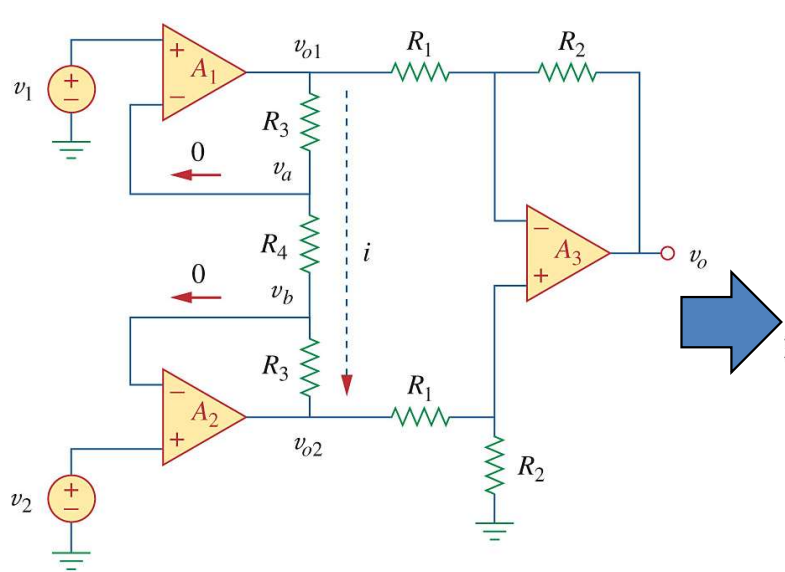 v1
+
−
+
−
A1
vo1
R1
R2
R3
0
va
R4
i
0
vb
R3
−
+
A3
vo
−
+
A2
R1
vo2
R2
v2
+
−